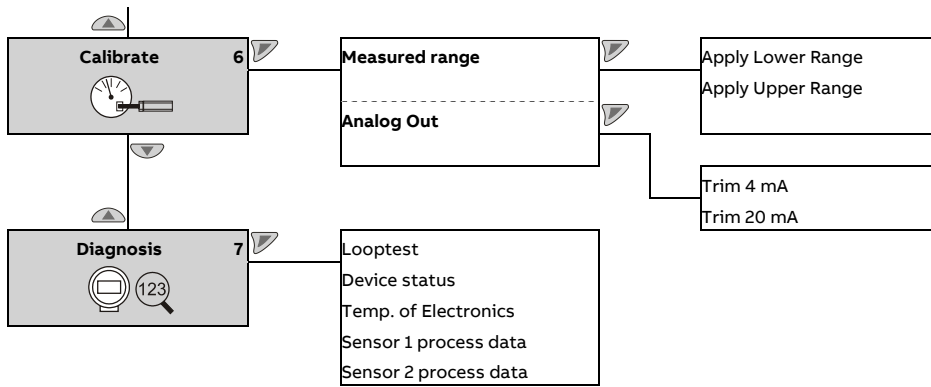 Calibrate 6
Measured range
Analog Out
Apply Lower Range
Apply Upper Range
Trim 4 mA
Trim 20 mA
Diagnosis 7
123
Looptest
Device status
Temp. of Electronics
Sensor 1 process data
Sensor 2 process data